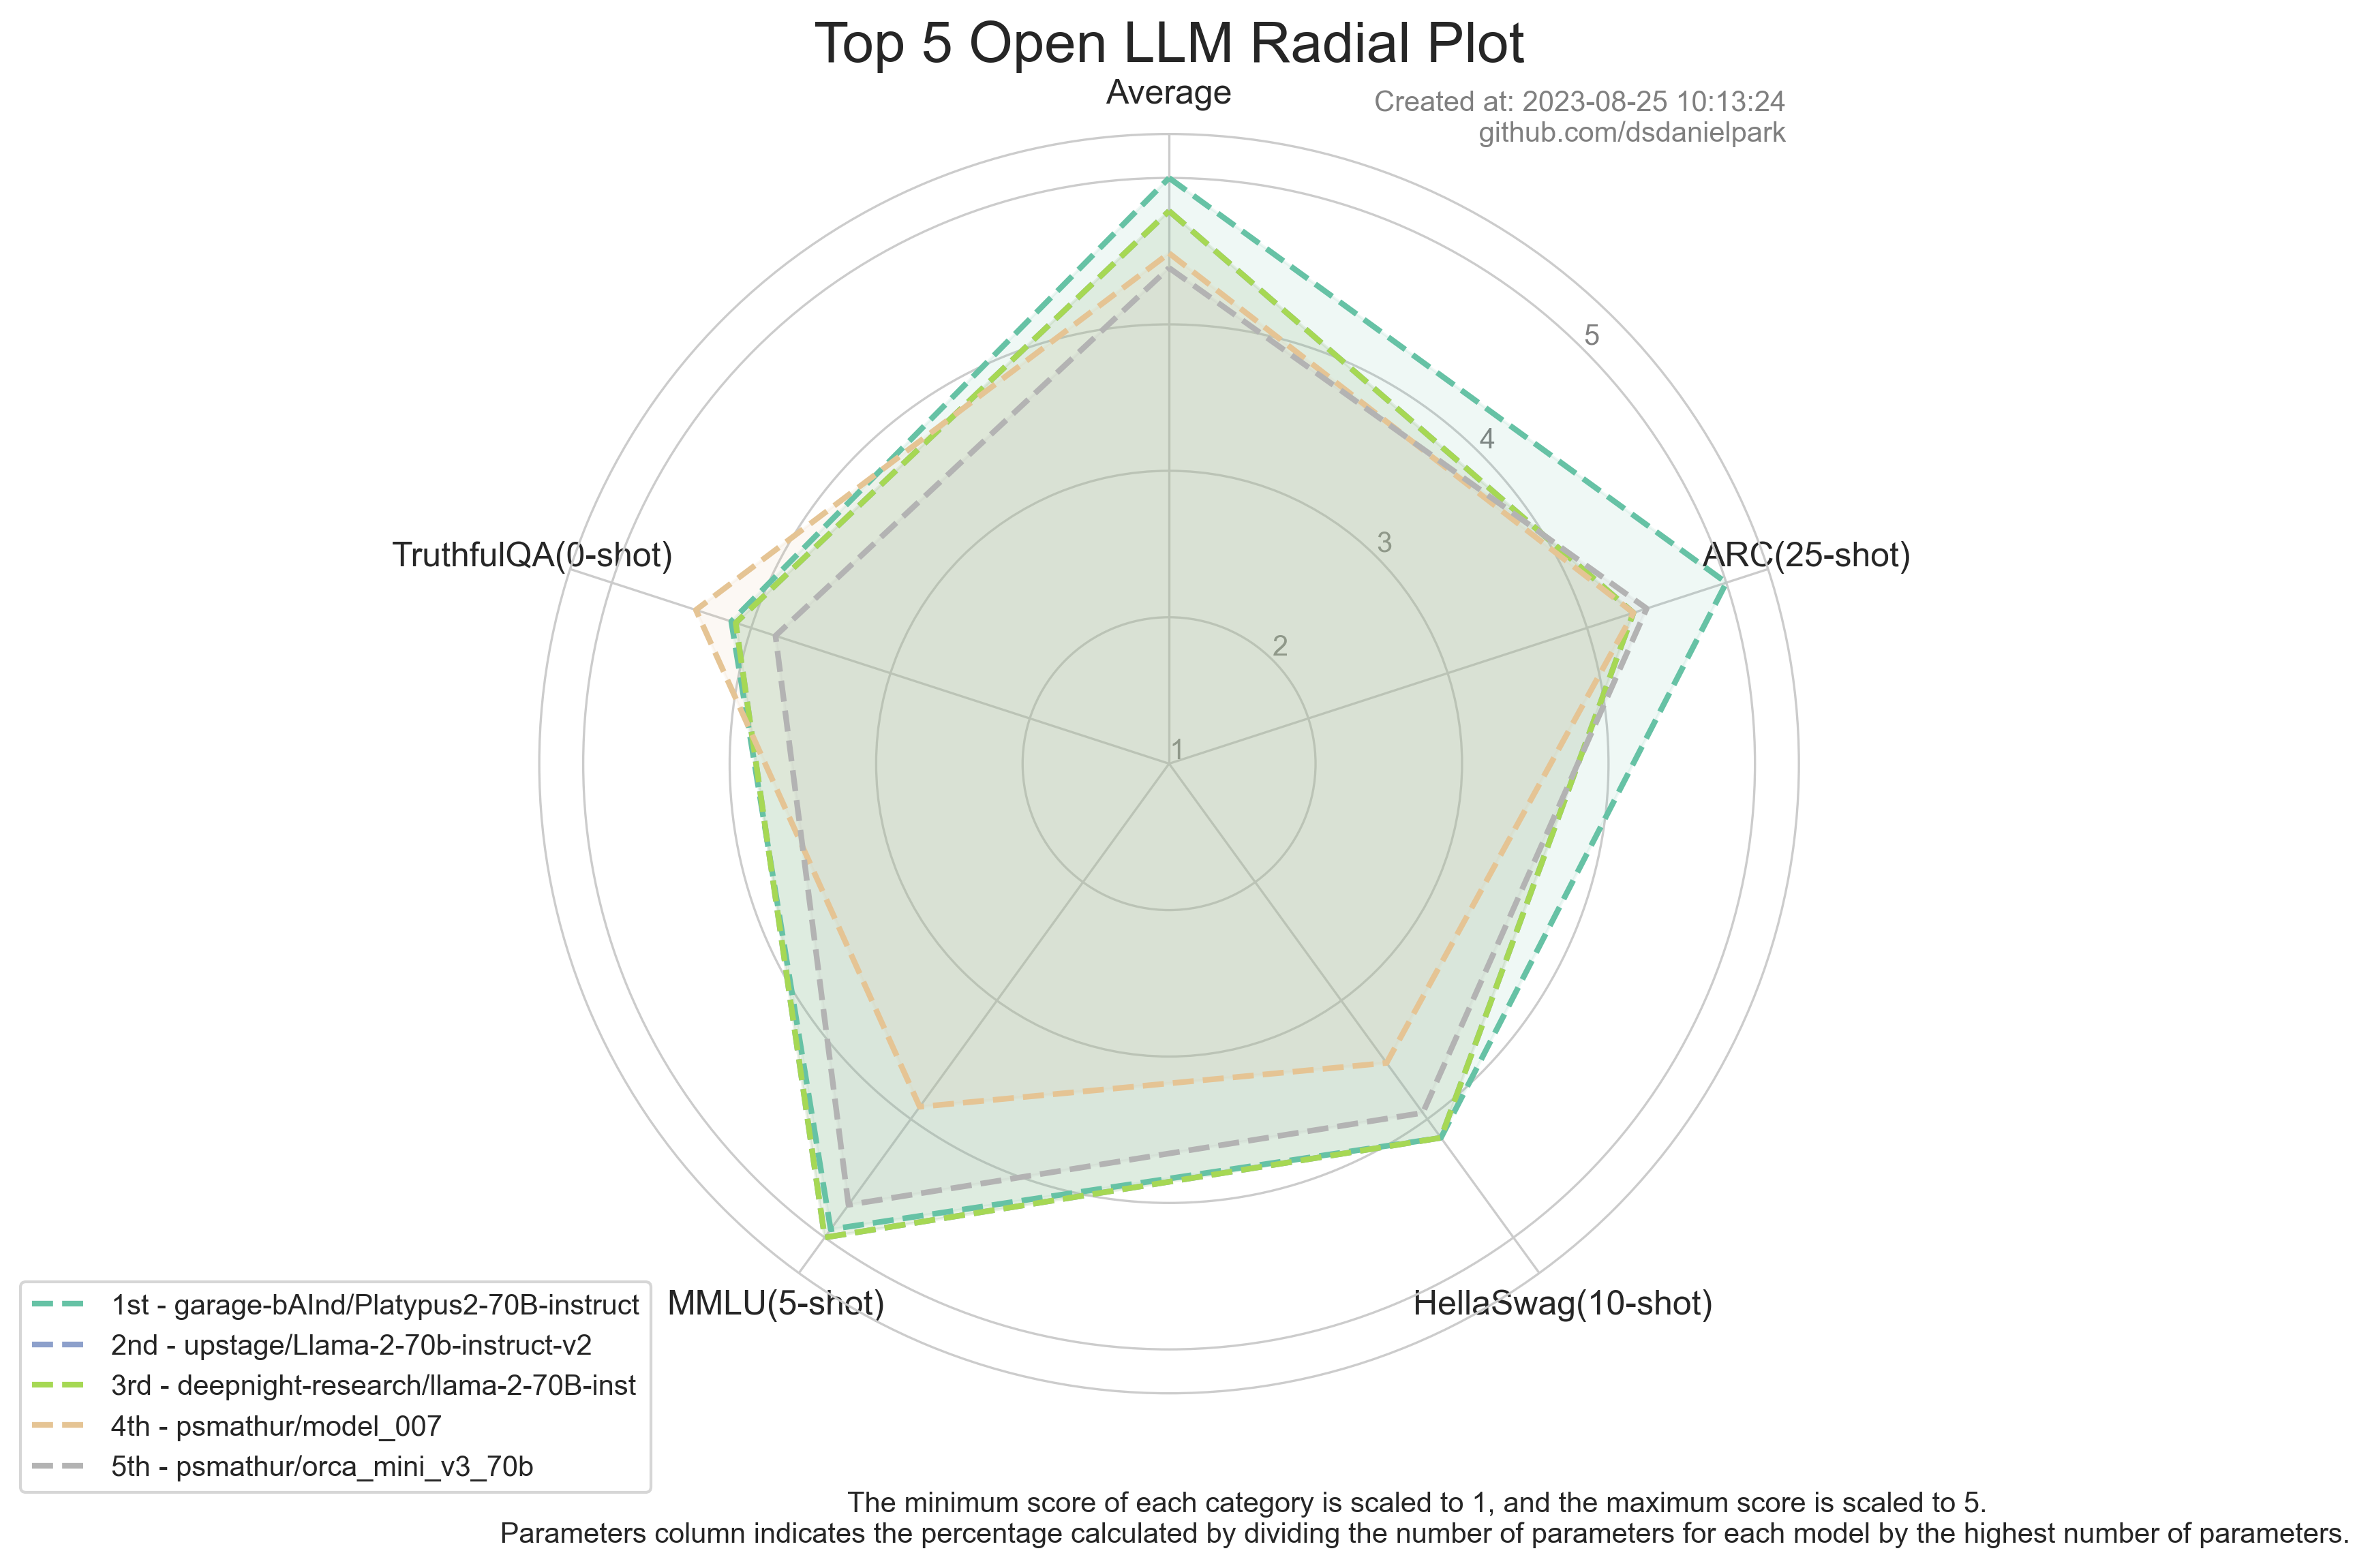 Top 5 Open LLM Radial Plot
Average
Created at: 2023-08-25 10:13:24
github.com/dsdanielpark
5
4
3
2
1
TruthfulQA(0-shot)
ARC(25-shot)
MMLU(5-shot)
HellaSwag(10-shot)
1st - garage-bAInd/Platypus2-70B-instruct
2nd - upstage/Llama-2-70b-instruct-v2
3rd - deepnight-research/llama-2-70B-inst
4th - psmathur/model_007
5th - psmathur/orca_mini_v3_70b
The minimum score of each category is scaled to 1, and the maximum score is scaled to 5.
Parameters column indicates the percentage calculated by dividing the number of parameters for each model by the highest number of parameters.